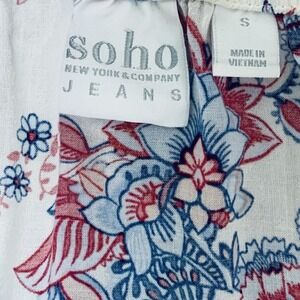 soho
NEW YORK & COMPANY
JEANS
S
MADE IN
VIETNAM